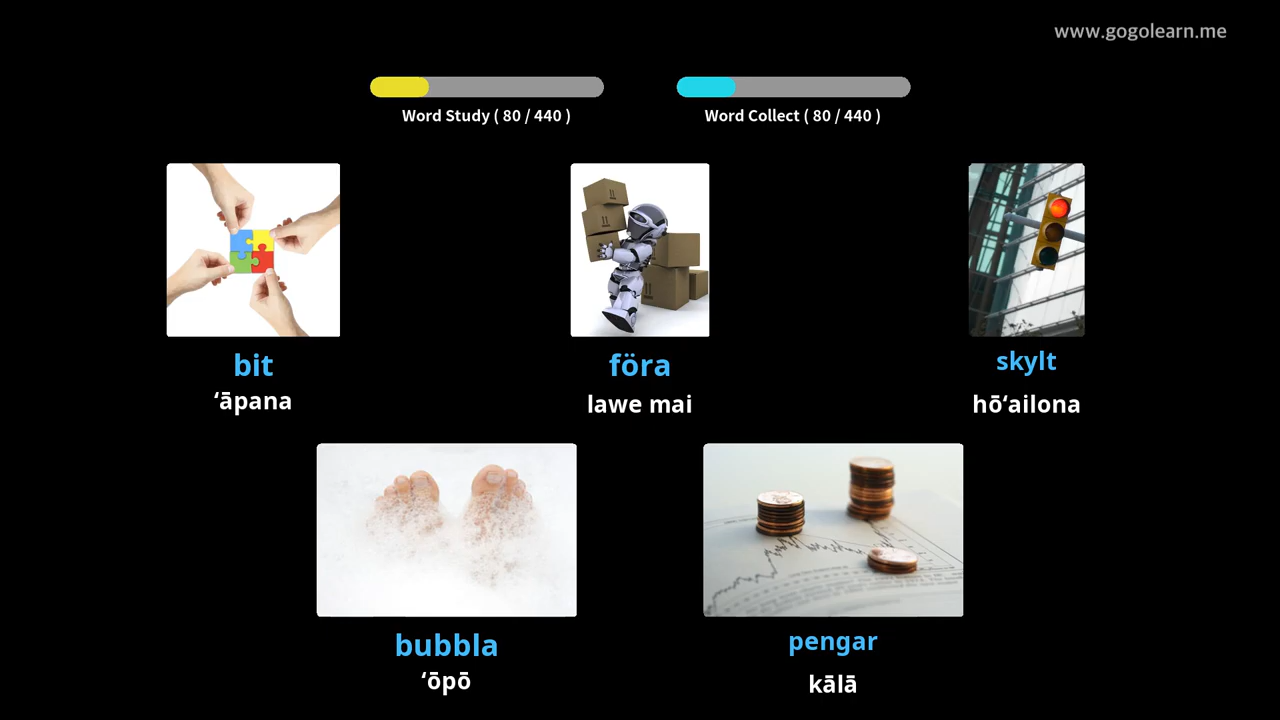 www.gogolearn.me
Word Study ( 80 / 440 )
Word Collect ( 80 / 440 )
bit
ʻāpana
föra
lawe mai
skylt
hōʻailona
bubbla
ʻōpō
pengar
kālā